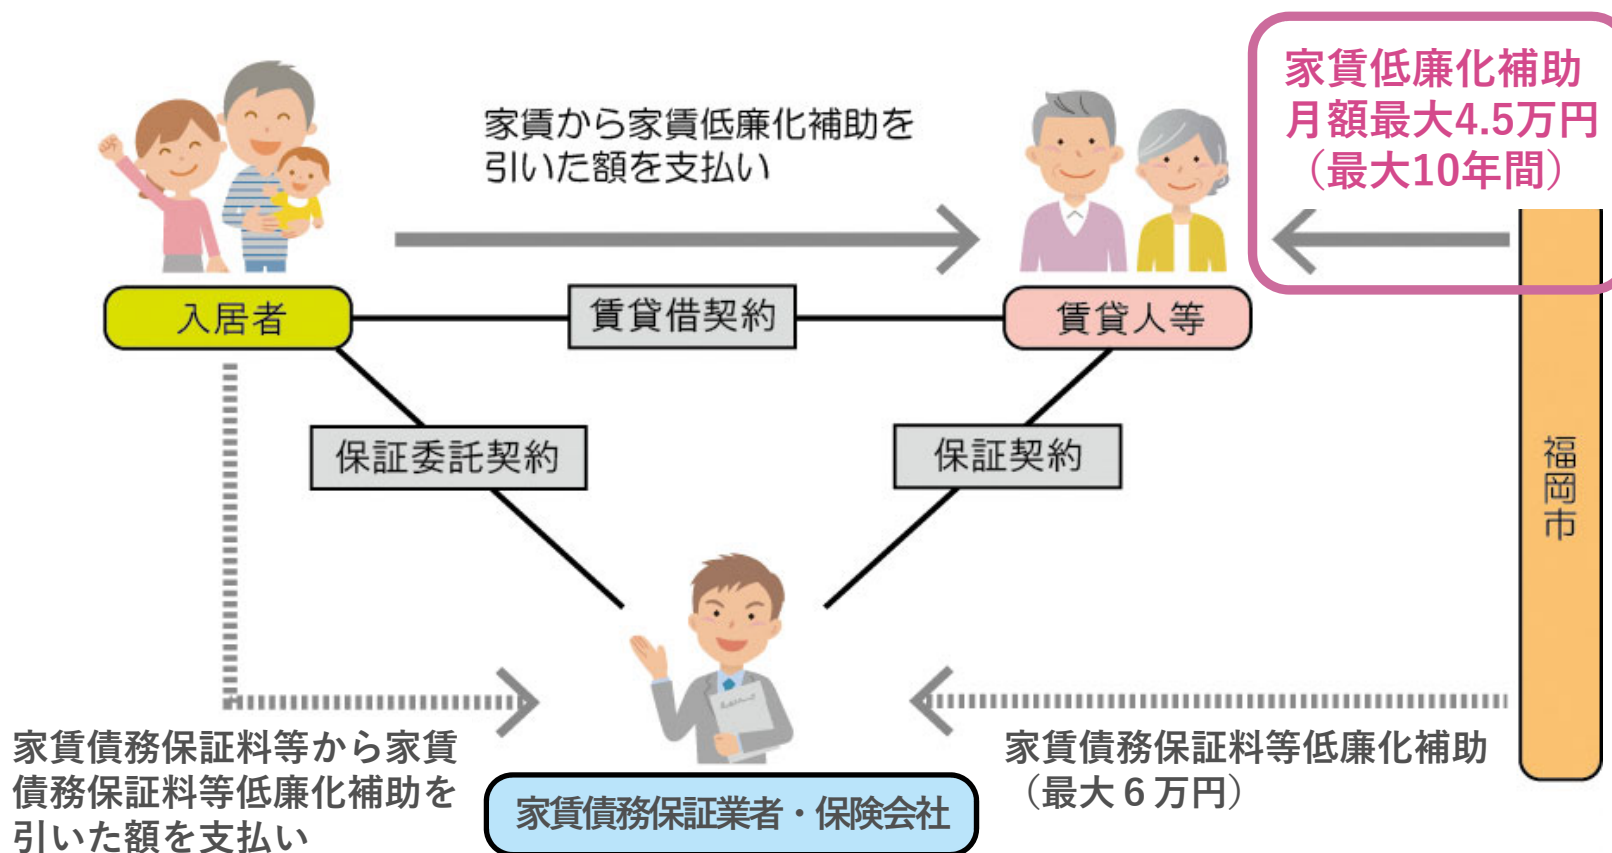 家賃低廉化補助
月額最大4.5万円
（最大10年間）
家賃から家賃低廉化補助を
引いた額を支払い
入居者
賃貸借契約
賃貸人等
保証委託契約
保証契約
福岡市
家賃債務保証料等から家賃
債務保証料等低廉化補助を
引いた額を支払い
家賃債務保証料等低廉化補助
（最大６万円）
家賃債務保証業者・保険会社